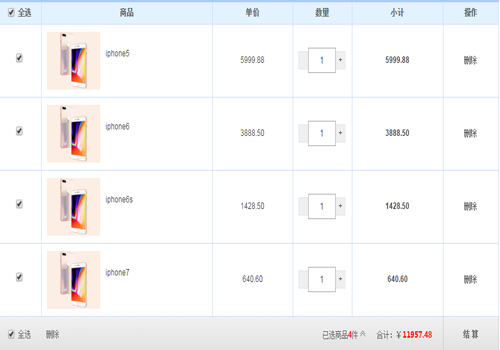 全选 商品 单价 数量 小计 操作
iphone5 5999.88 1 + 5999.88 删除
iphone6 3888.50 1 + 3888.50 删除
iphone6s 1428.50 1 + 1428.50 删除
iphone7 640.60 1 + 640.60 删除
全选 删除 已选商品4件 合计：￥11957.48 结 算